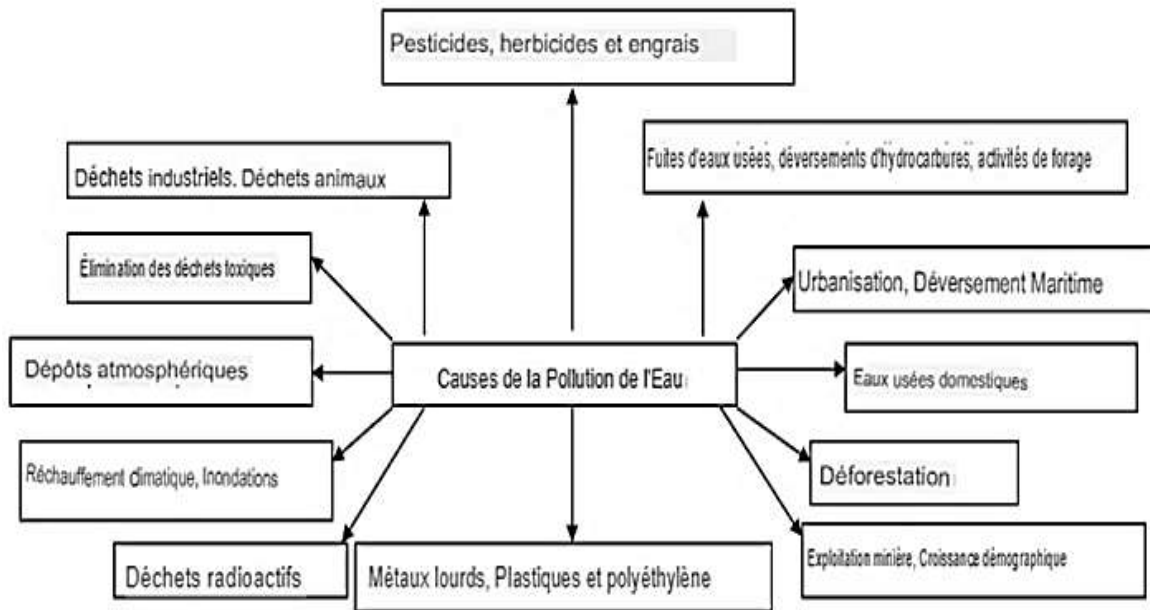 Pesticides, herbicides et engrais
Fuites d'eaux usées, déversements d'hydrocarbures, activités de forage
Déchets industriels. Déchets animaux
Élimination des déchets toxiques
Urbanisation, Déversement Maritime
Dépôts atmosphériques
Causes de la Pollution de l'Eau
Eaux usées domestiques
Réchauffement climatique, Inondations
Déforestation
Déchets radioactifs
Métaux lourds, Plastiques et polyéthylène
Exploitation minière, Croissance démographique